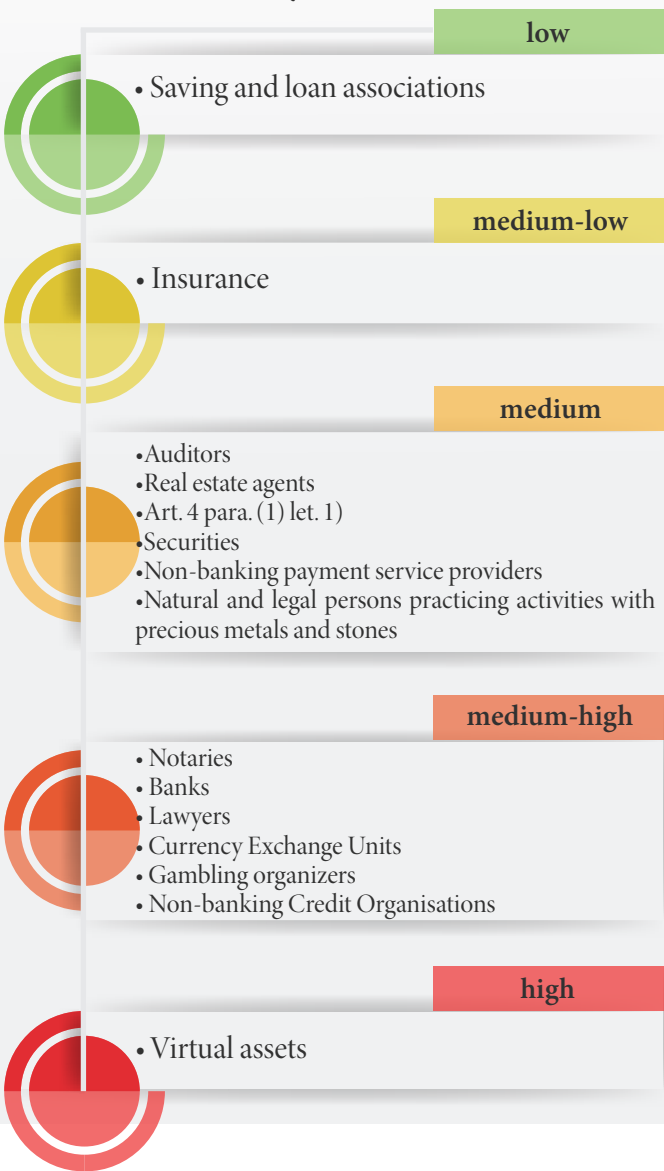 low
• Saving and loan associations
medium-low
• Insurance
medium
•Auditors
•Real estate agents
•Art. 4 para. (1) let. 1)
•Securities
•Non-banking payment service providers
•Natural and legal persons practicing activities with
precious metals and stones
medium-high
• Notaries
• Banks
• Lawyers
• Currency Exchange Units
• Gambling organizers
• Non-banking Credit Organisations
high
• Virtual assets